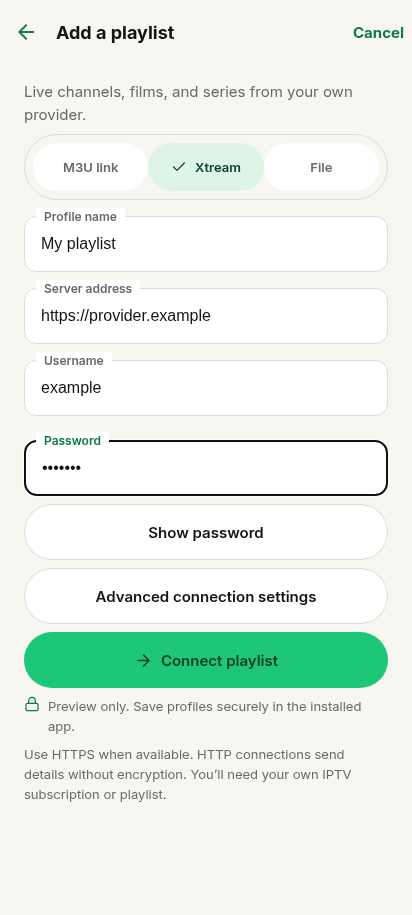 Add a playlist
Cancel
Live channels, films, and series from your own
provider.
M3U link
Xtream
File
Profile name
My playlist
Server address
https://provider.example
Username
example
Password
•••••••
Show password
Advanced connection settings
Connect playlist
Preview only. Save profiles securely in the installed
app.
Use HTTPS when available. HTTP connections send
details without encryption. You’ll need your own IPTV
subscription or playlist.